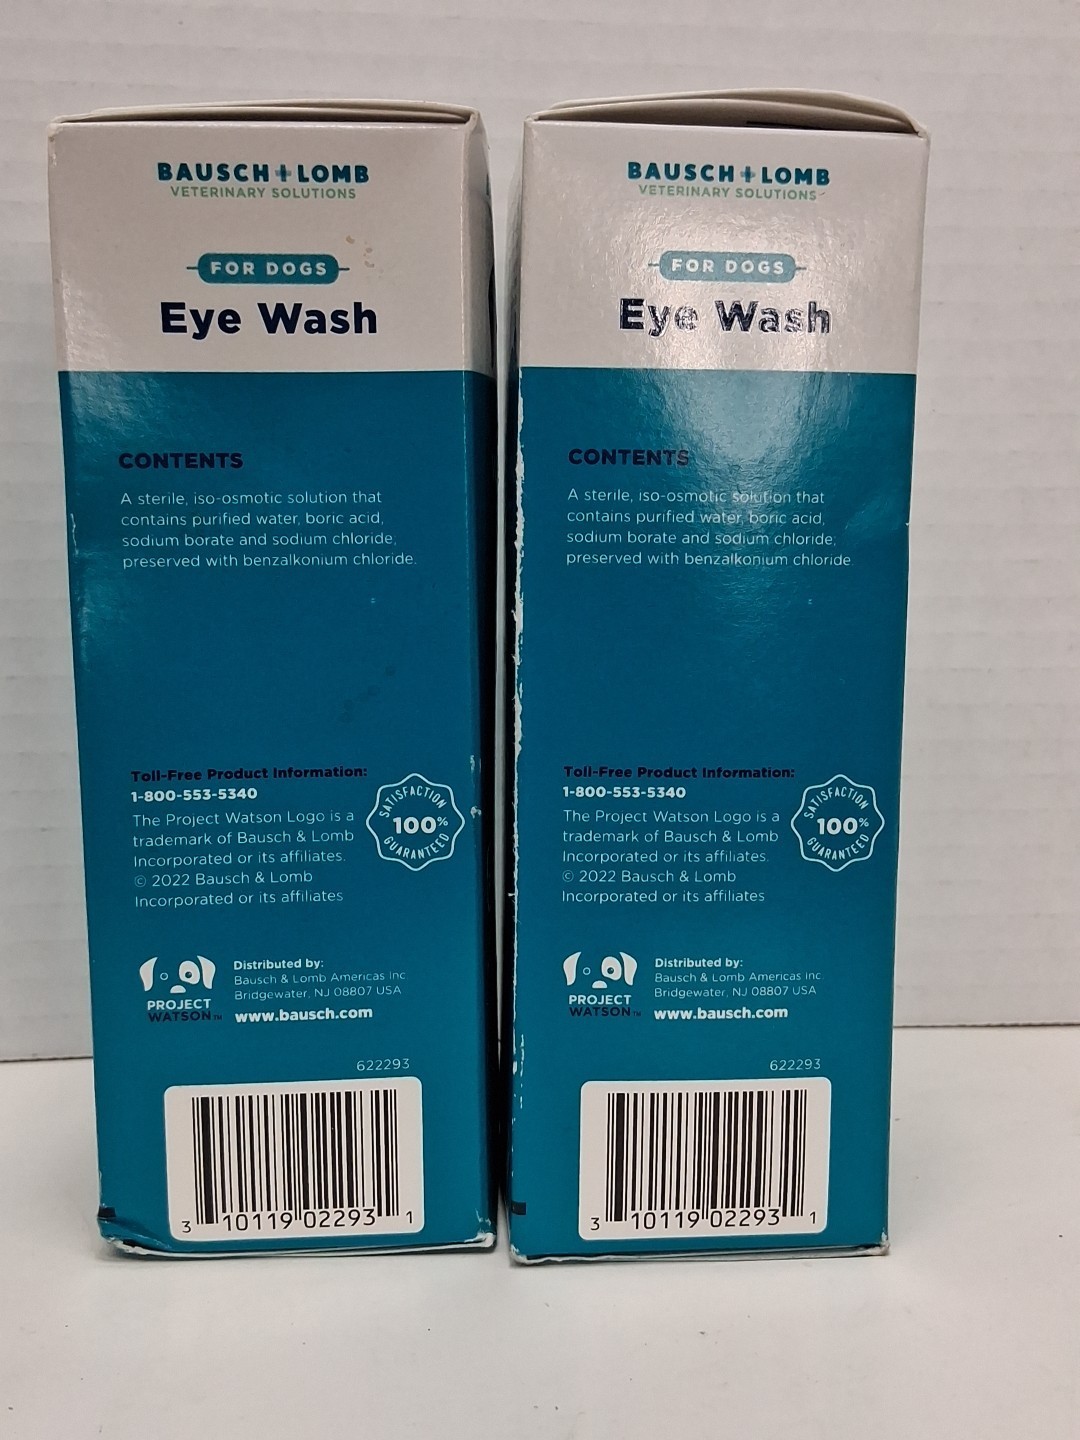 BAUSCH + LOMB
VETERINARY SOLUTIONS
FOR DOGS
Eye Wash
CONTENTS
A sterile, iso-osmotic solution that
contains purified water, boric acid,
sodium borate and sodium chloride;
preserved with benzalkonium chloride.
Toll-Free Product Information:
1-800-553-5340
The Project Watson Logo is a
trademark of Bausch & Lomb
Incorporated or its affiliates.
© 2022 Bausch & Lomb
Incorporated or its affiliates
SATISFACTION
100%
GUARANTEED
PROJECT
WATSON™
Distributed by:
Bausch & Lomb Americas Inc
Bridgewater, NJ 08807 USA
www.bausch.com
622293
3 10119 02293 1
BAUSCH + LOMB
VETERINARY SOLUTIONS
FOR DOGS
Eye Wash
CONTENTS
A sterile, iso-osmotic solution that
contains purified water, boric acid,
sodium borate and sodium chloride;
preserved with benzalkonium chloride
Toll-Free Product Information:
1-800-553-5340
The Project Watson Logo is a
trademark of Bausch & Lomb
Incorporated or its affiliates.
© 2022 Bausch & Lomb
Incorporated or its affiliates
SATISFACTION
100%
GUARANTEED
PROJECT
WATSON™
Distributed by:
Bausch & Lomb Americas Inc.
Bridgewater, NJ 08807 USA
www.bausch.com
622293
3 10119 02293 1